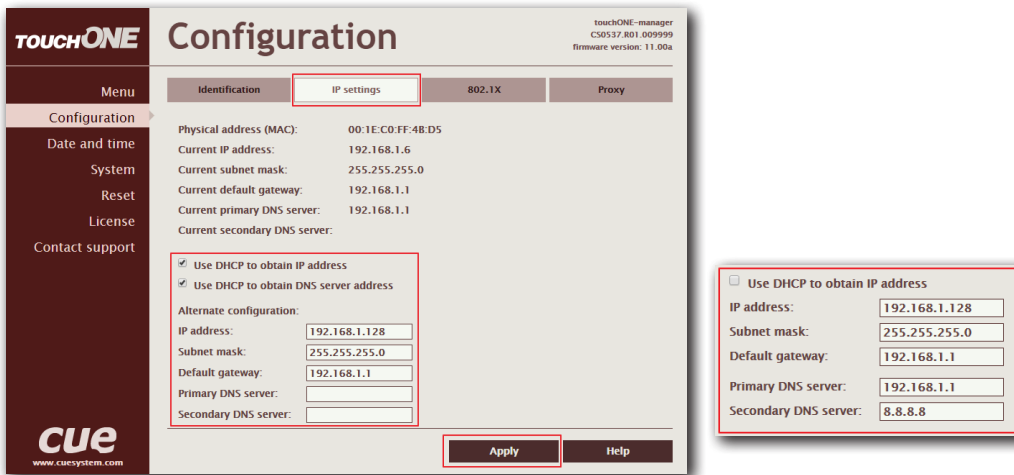 TOUCHONE
Configuration
touchONE-manager
CS0537.R01.009999
firmware version: 11.00a
Menu
Configuration
Date and time
System
Reset
License
Contact support
cue
www.cuesystem.com
Identification IP settings 802.1X Proxy
Physical address (MAC): 00:1E:C0:FF:4B:D5
Current IP address: 192.168.1.6
Current subnet mask: 255.255.255.0
Current default gateway: 192.168.1.1
Current primary DNS server: 192.168.1.1
Current secondary DNS server:
Use DHCP to obtain IP address
Use DHCP to obtain DNS server address
Alternate configuration:
IP address: 192.168.1.128
Subnet mask: 255.255.255.0
Default gateway: 192.168.1.1
Primary DNS server:
Secondary DNS server:
Apply Help
Use DHCP to obtain IP address
IP address: 192.168.1.128
Subnet mask: 255.255.255.0
Default gateway: 192.168.1.1
Primary DNS server: 192.168.1.1
Secondary DNS server: 8.8.8.8